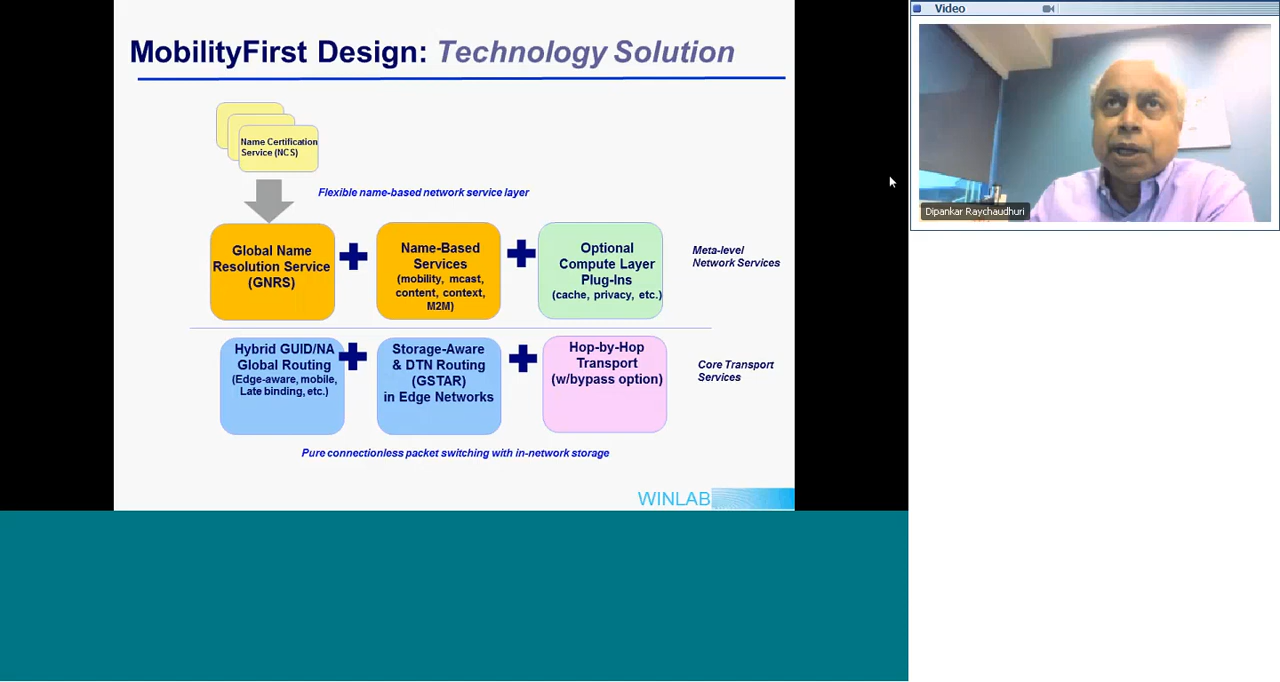 MobilityFirst Design: Technology Solution
Name Certification
Service (NCS)
Flexible name-based network service layer
Global Name
Resolution Service
(GNRS)
Name-Based
Services
(mobility, mcast,
content, context,
M2M)
Optional
Compute Layer
Plug-Ins
(cache, privacy, etc.)
Meta-level
Network Services
Hybrid GUID/NA
Global Routing
(Edge-aware, mobile,
Late binding, etc.)
Storage-Aware
& DTN Routing
(GSTAR)
in Edge Networks
Hop-by-Hop
Transport
(w/bypass option)
Core Transport
Services
Pure connectionless packet switching with in-network storage
WINLAB
Video
Dipankar Raychaudhuri